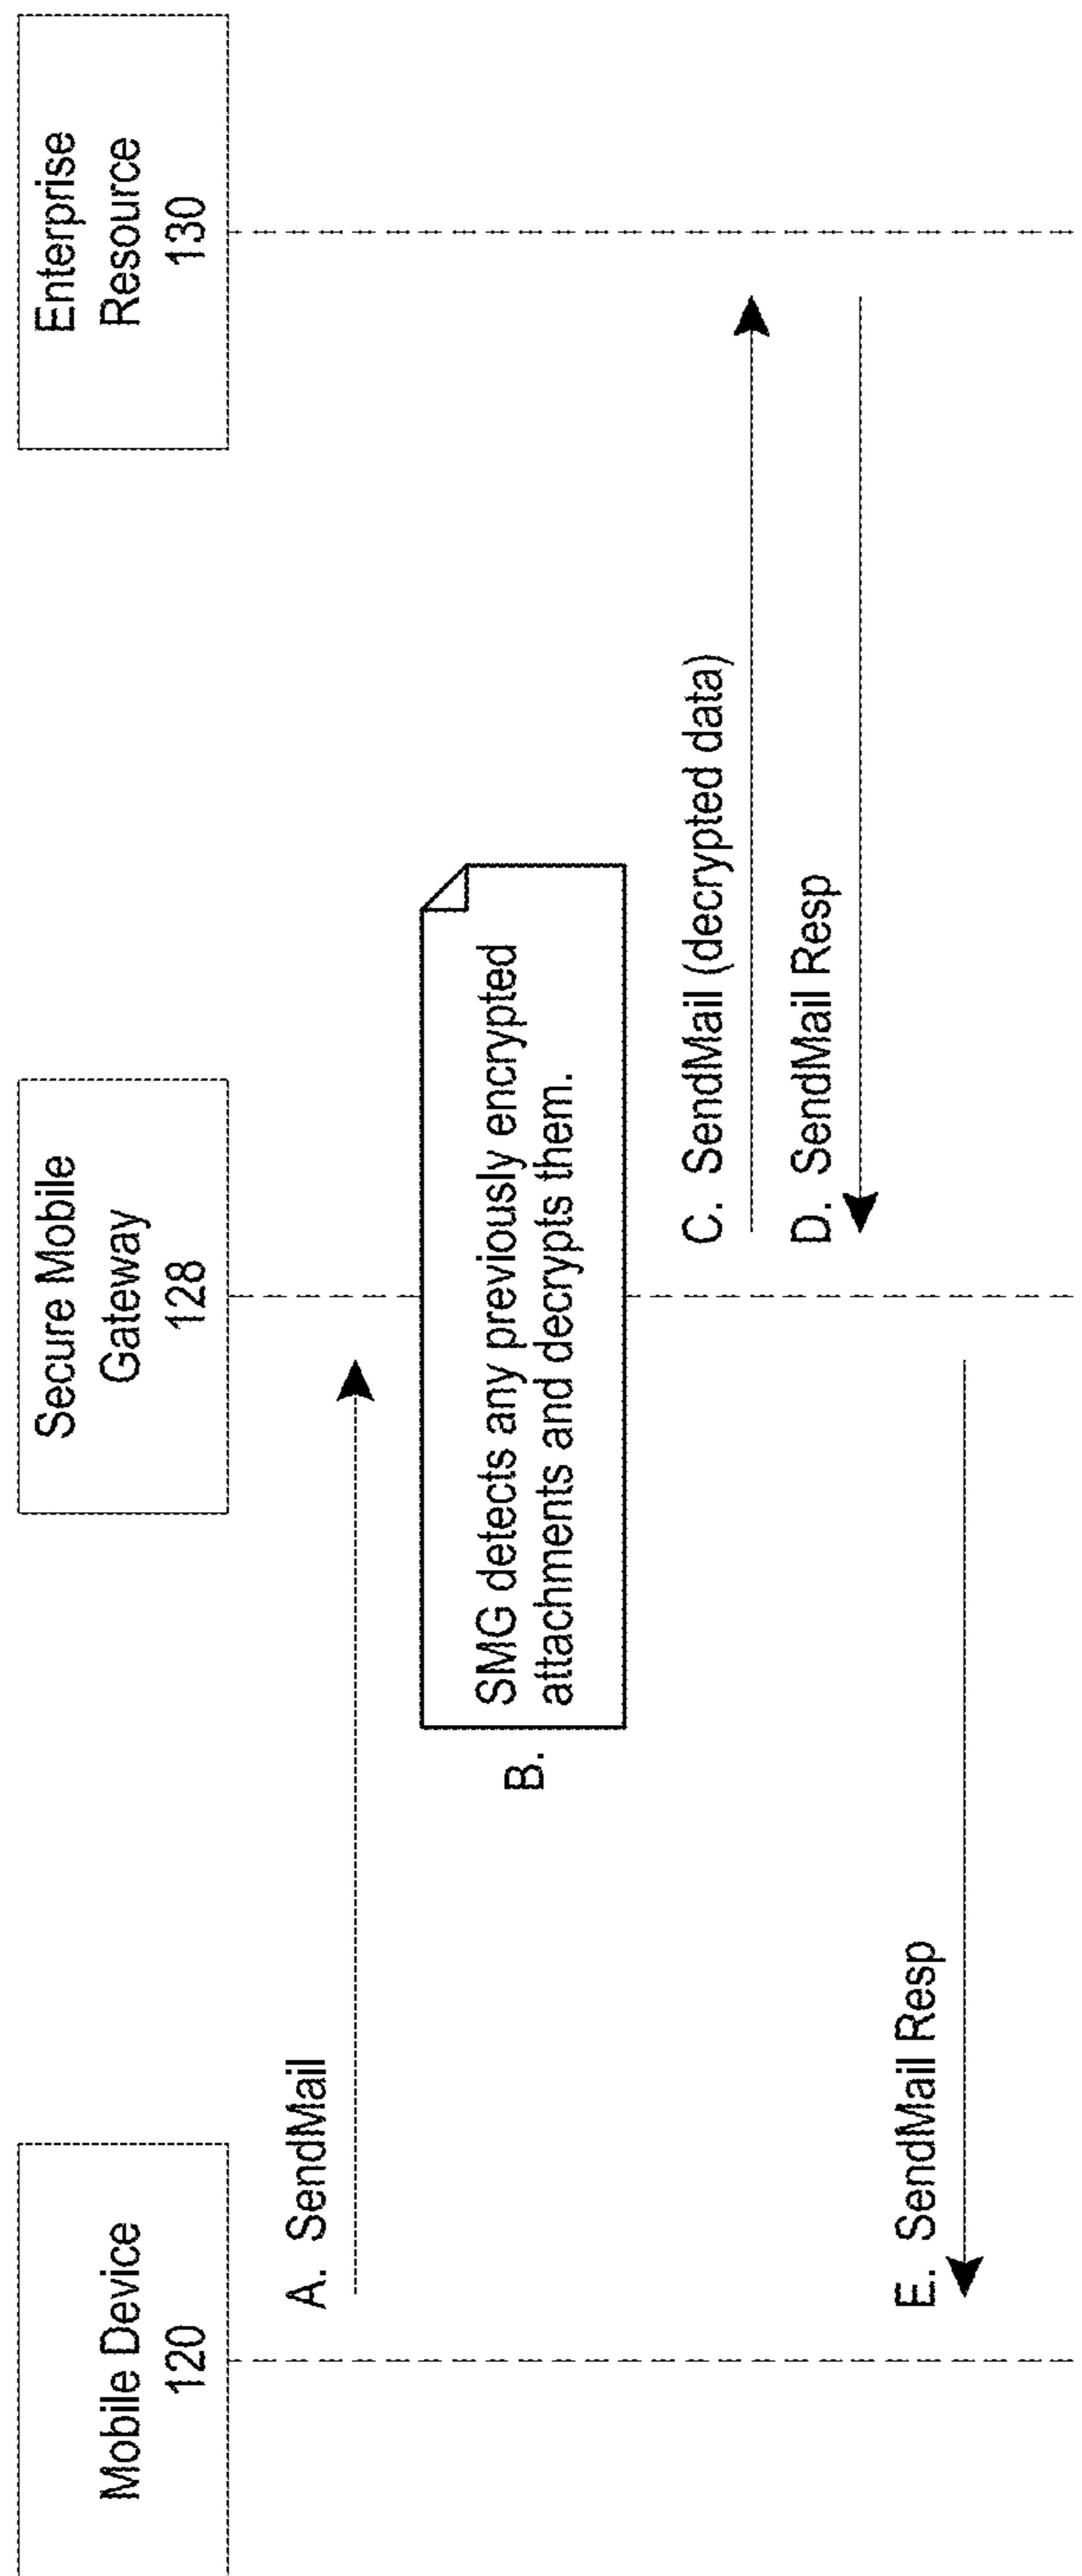 Mobile Device
120
Secure Mobile
Gateway
128
Enterprise
Resource
130
A. SendMail
B.
SMG detects any previously encrypted
attachments and decrypts them.
C. SendMail (decrypted data)
D. SendMail Resp
E. SendMail Resp